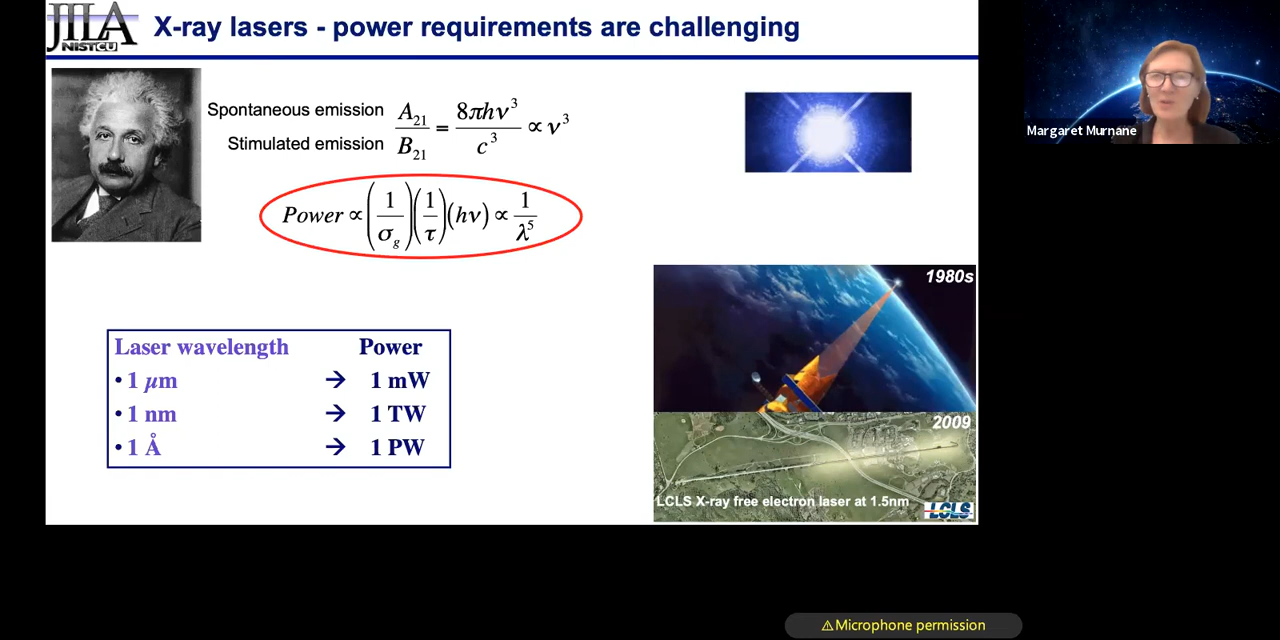 JILA
NIST CU
X-ray lasers - power requirements are challenging
Spontaneous emission
Stimulated emission
A₂₁/B₂₁ = 8πhν³/c³ ∝ ν³
Power ∝ (1/σg)(1/τ)(hν) ∝ 1/λ⁵
Laser wavelength Power
• 1 μm → 1 mW
• 1 nm → 1 TW
• 1 Å → 1 PW
1980s
2009
LCLS X-ray free electron laser at 1.5nm
LCLS
Margaret Murnane
⚠Microphone permission